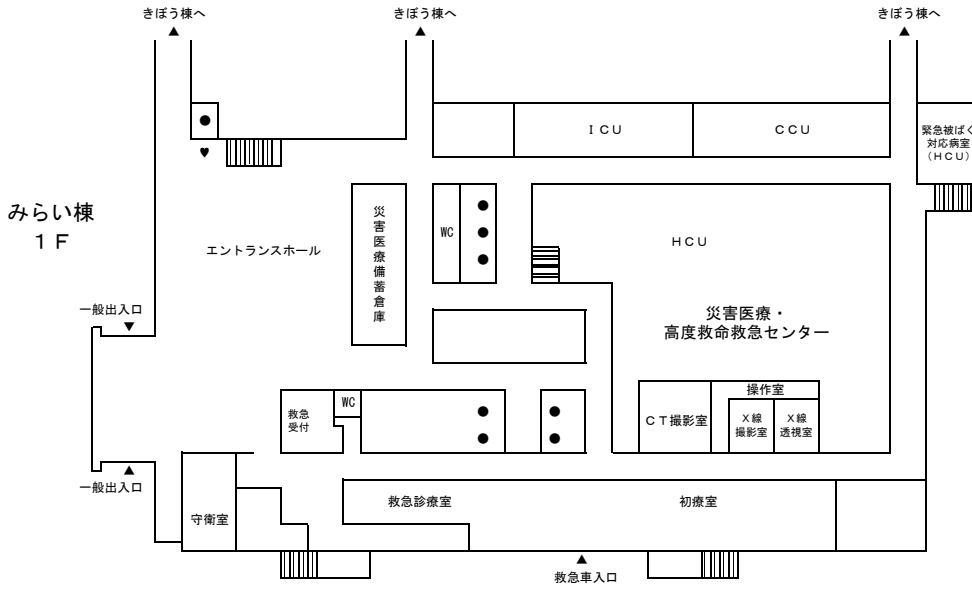 きぼう棟へ
きぼう棟へ
きぼう棟へ
ＩＣＵ
ＣＣＵ
緊急被ばく
対応病室
（ＨＣＵ）
みらい棟
１Ｆ
災害医療備蓄倉庫
WC
ＨＣＵ
エントランスホール
一般出入口
災害医療・
高度救命救急センター
操作室
WC
救急
受付
ＣＴ撮影室
Ｘ線
撮影室
Ｘ線
透視室
一般出入口
守衛室
救急診療室
初療室
救急車入口